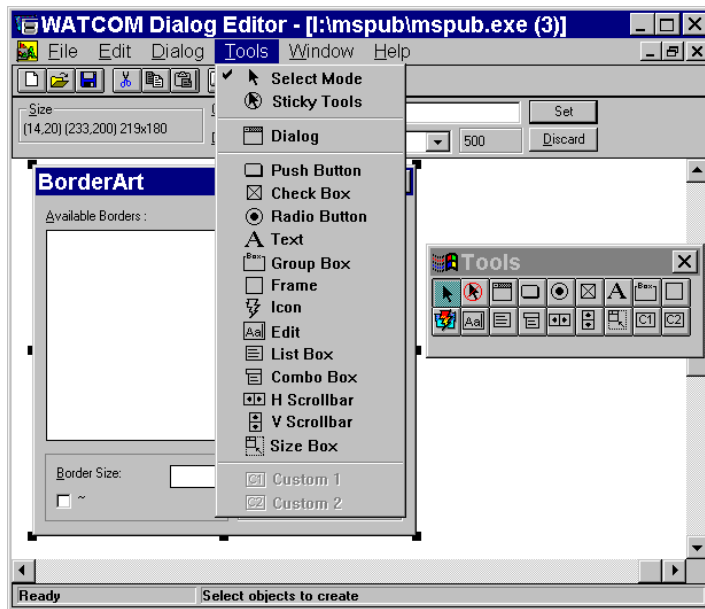 WATCOM Dialog Editor - [I:\mspub\mspub.exe (3)]
File Edit Dialog Tools Window Help
Size
(14,20) (233,200) 219x180
Set
500
Discard
Select Mode
Sticky Tools
Dialog
Push Button
Check Box
Radio Button
Text
Group Box
Frame
Icon
Edit
List Box
Combo Box
H Scrollbar
V Scrollbar
Size Box
Custom 1
Custom 2
BorderArt
Available Borders :
Border Size:
~
Tools
Box
Aa
C1 C2
Ready
Select objects to create